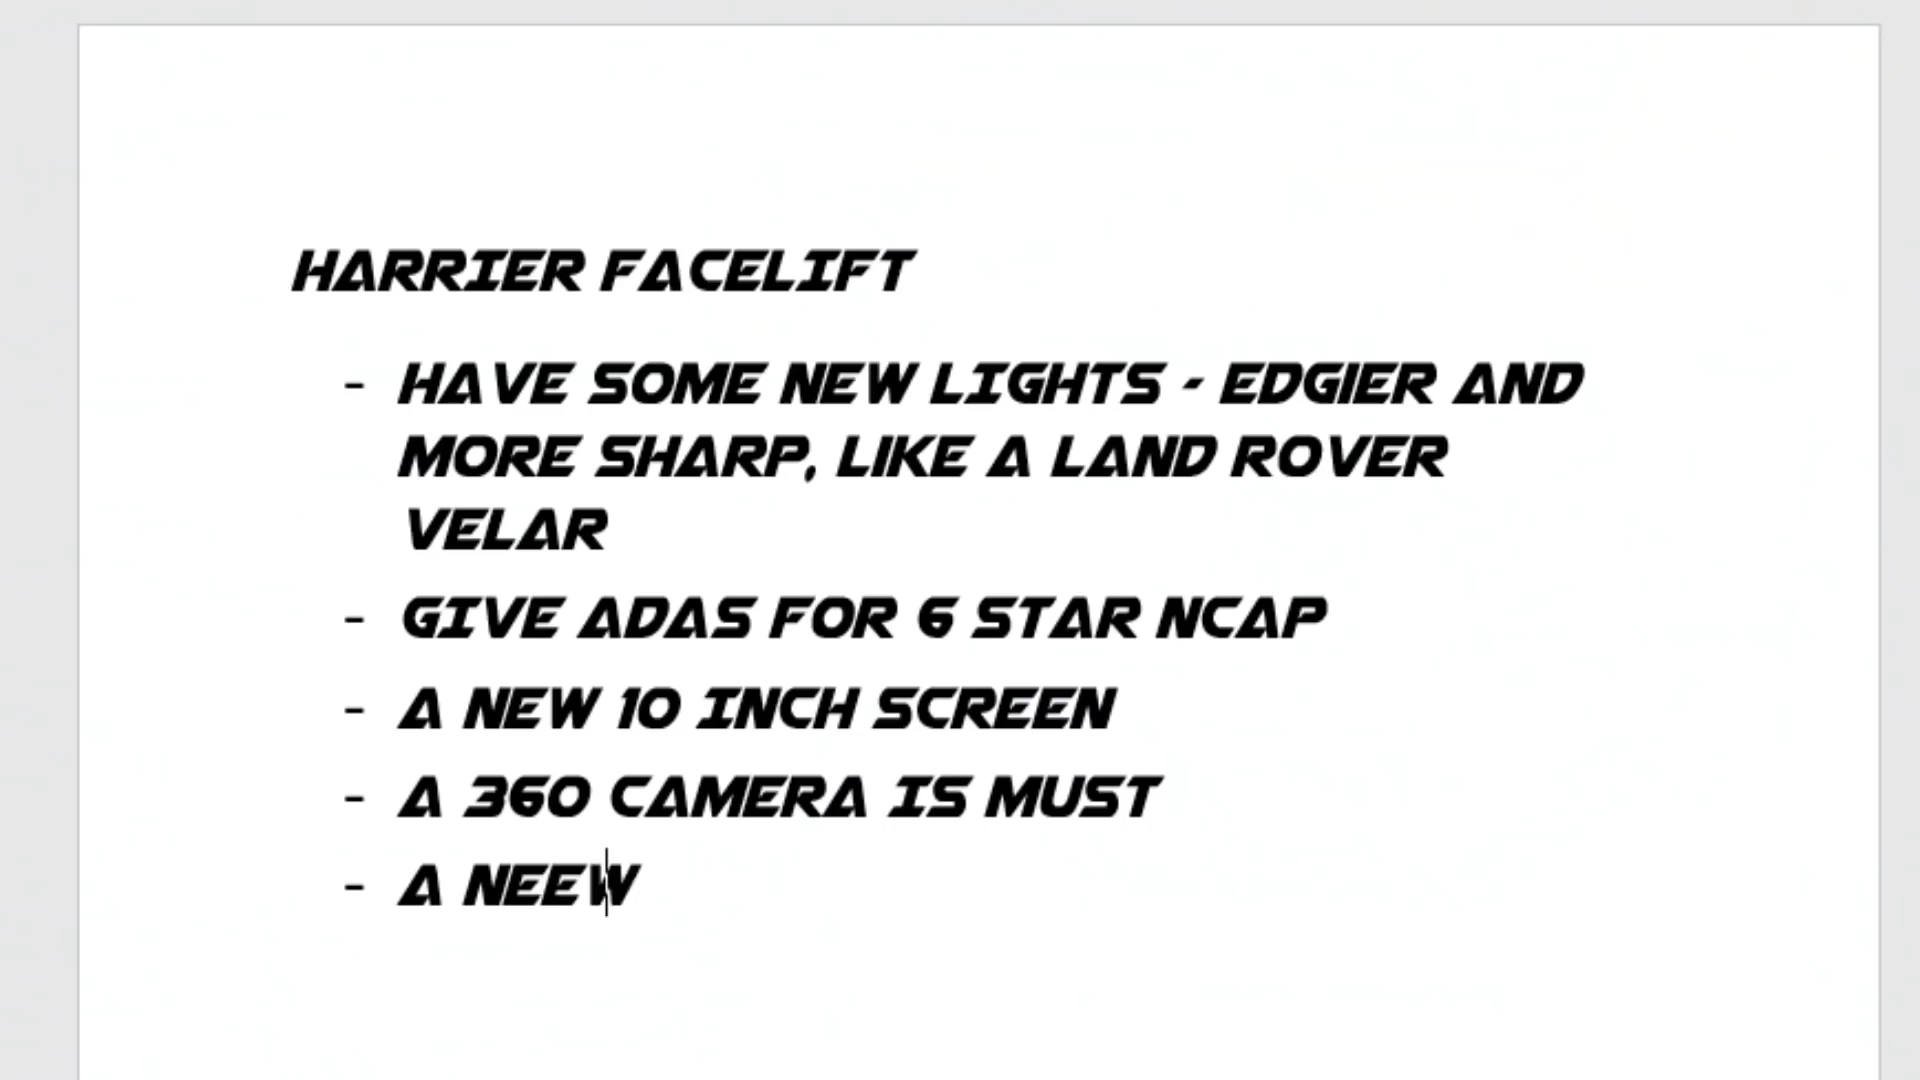 HARRIER FACELIFT
- HAVE SOME NEW LIGHTS - EDGIER AND
MORE SHARP, LIKE A LAND ROVER
VELAR
- GIVE ADAS FOR 6 STAR NCAP
- A NEW 10 INCH SCREEN
- A 360 CAMERA IS MUST
- A NEEW